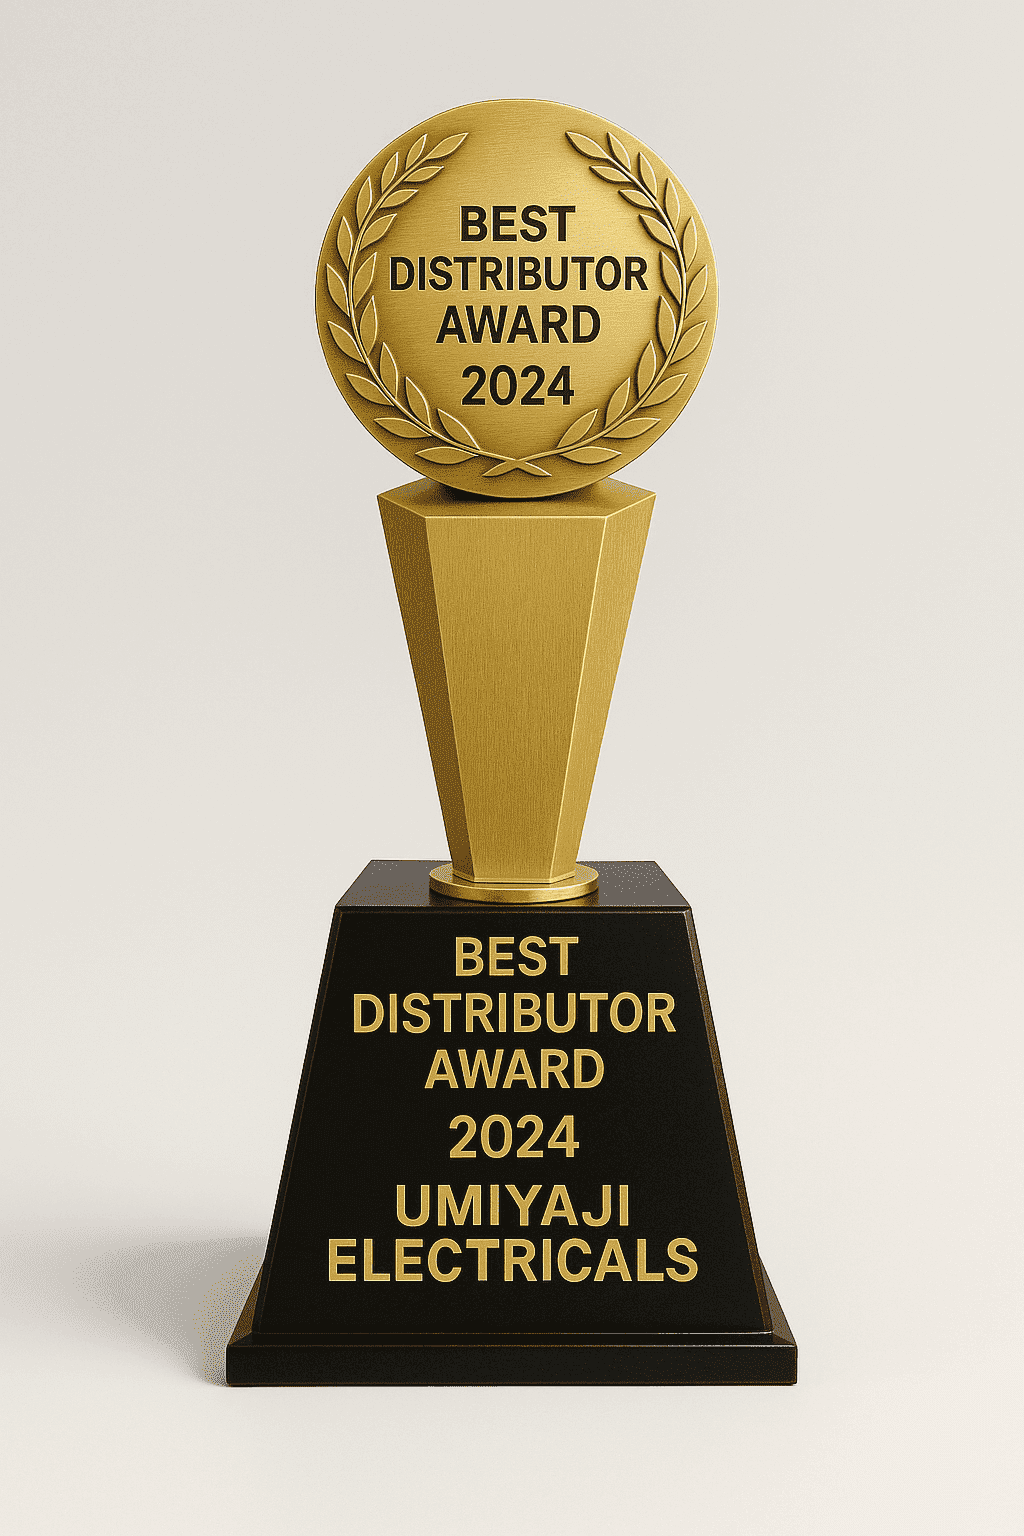 BEST
DISTRIBUTOR
AWARD
2024
BEST
DISTRIBUTOR
AWARD
2024
UMIYAJI
ELECTRICALS